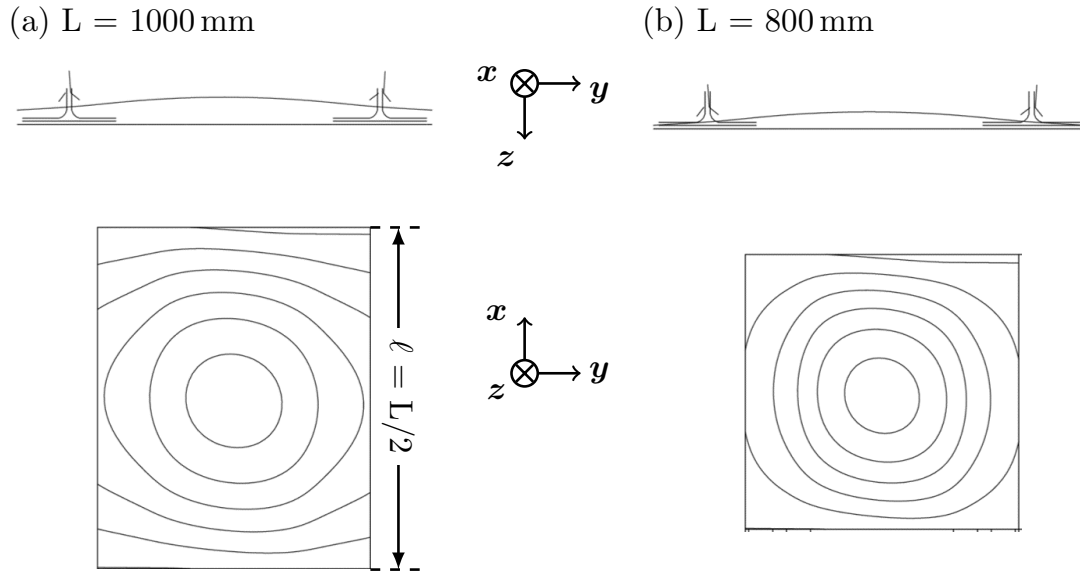 (a) L = 1000 mm
(b) L = 800 mm
x
y
z
x
y
z
ℓ = L/2